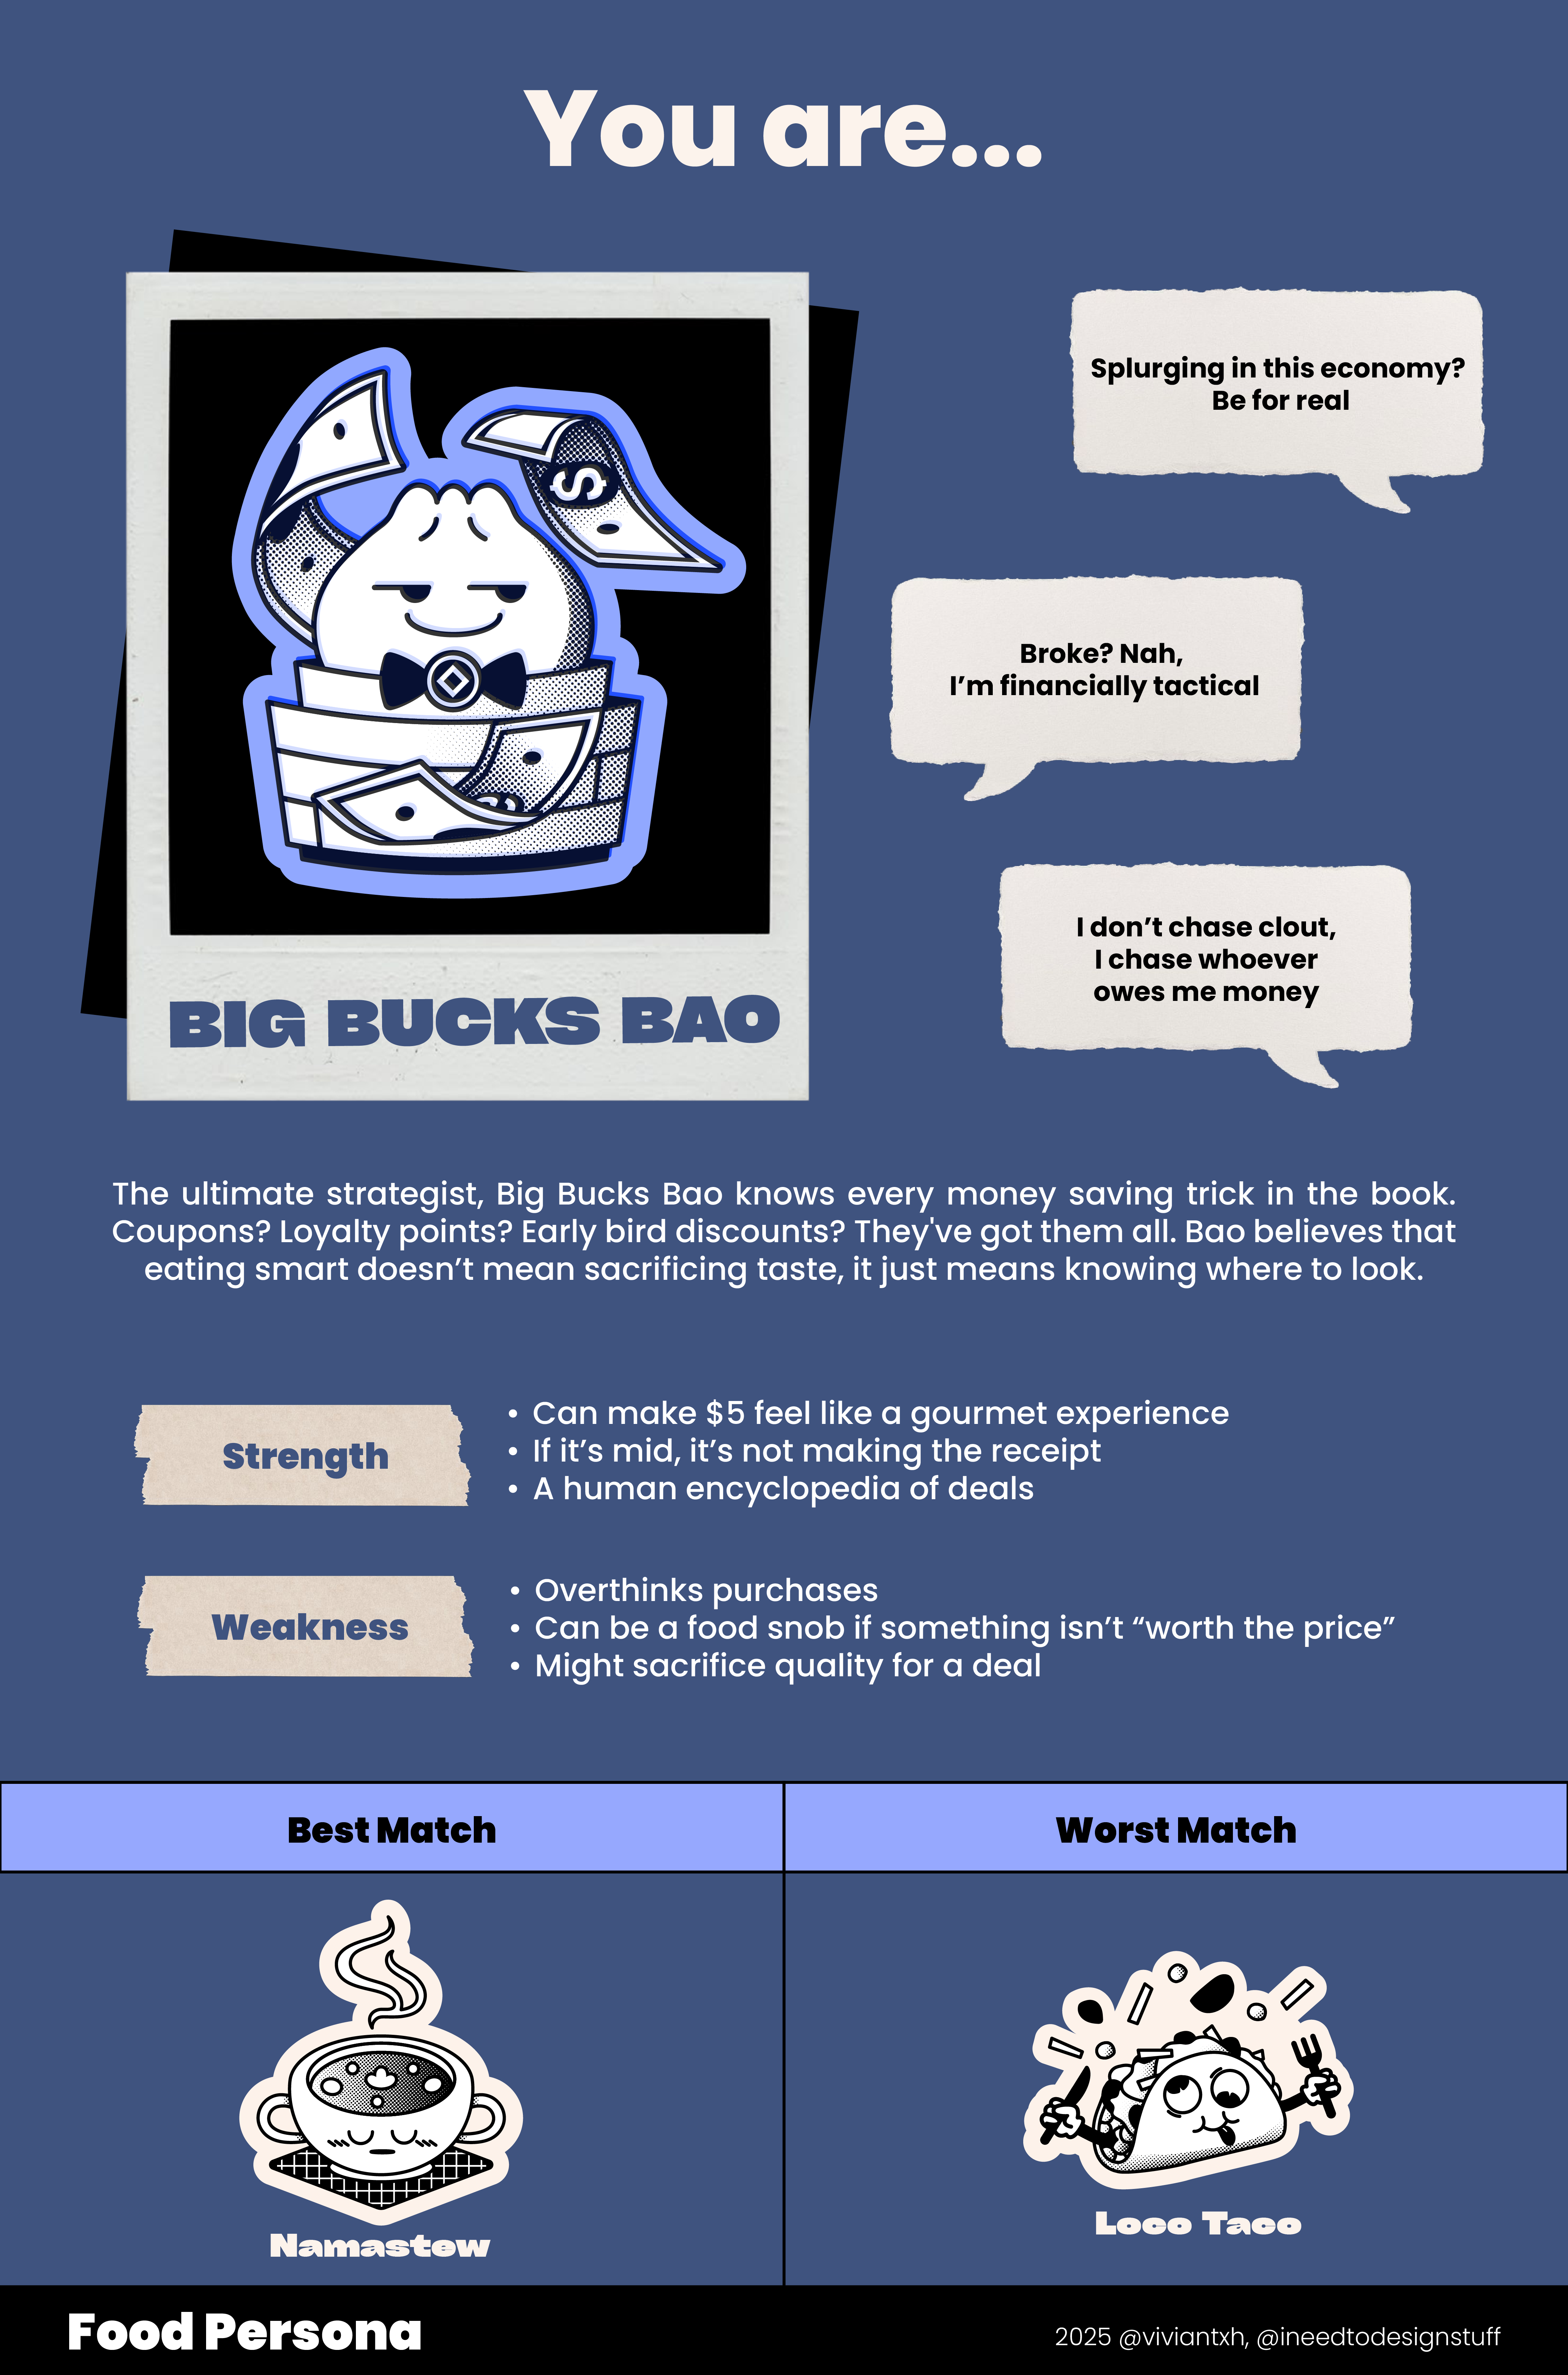 You are...
$
BIG BUCKS BAO
Splurging in this economy?
Be for real
Broke? Nah,
I’m financially tactical
I don’t chase clout,
I chase whoever
owes me money
The ultimate strategist, Big Bucks Bao knows every money saving trick in the book.
Coupons? Loyalty points? Early bird discounts? They've got them all. Bao believes that
eating smart doesn’t mean sacrificing taste, it just means knowing where to look.
Strength
• Can make $5 feel like a gourmet experience
• If it’s mid, it’s not making the receipt
• A human encyclopedia of deals
Weakness
• Overthinks purchases
• Can be a food snob if something isn’t “worth the price”
• Might sacrifice quality for a deal
Best Match
Worst Match
Namastew
Loco Taco
Food Persona
2025 @viviantxh, @ineedtodesignstuff